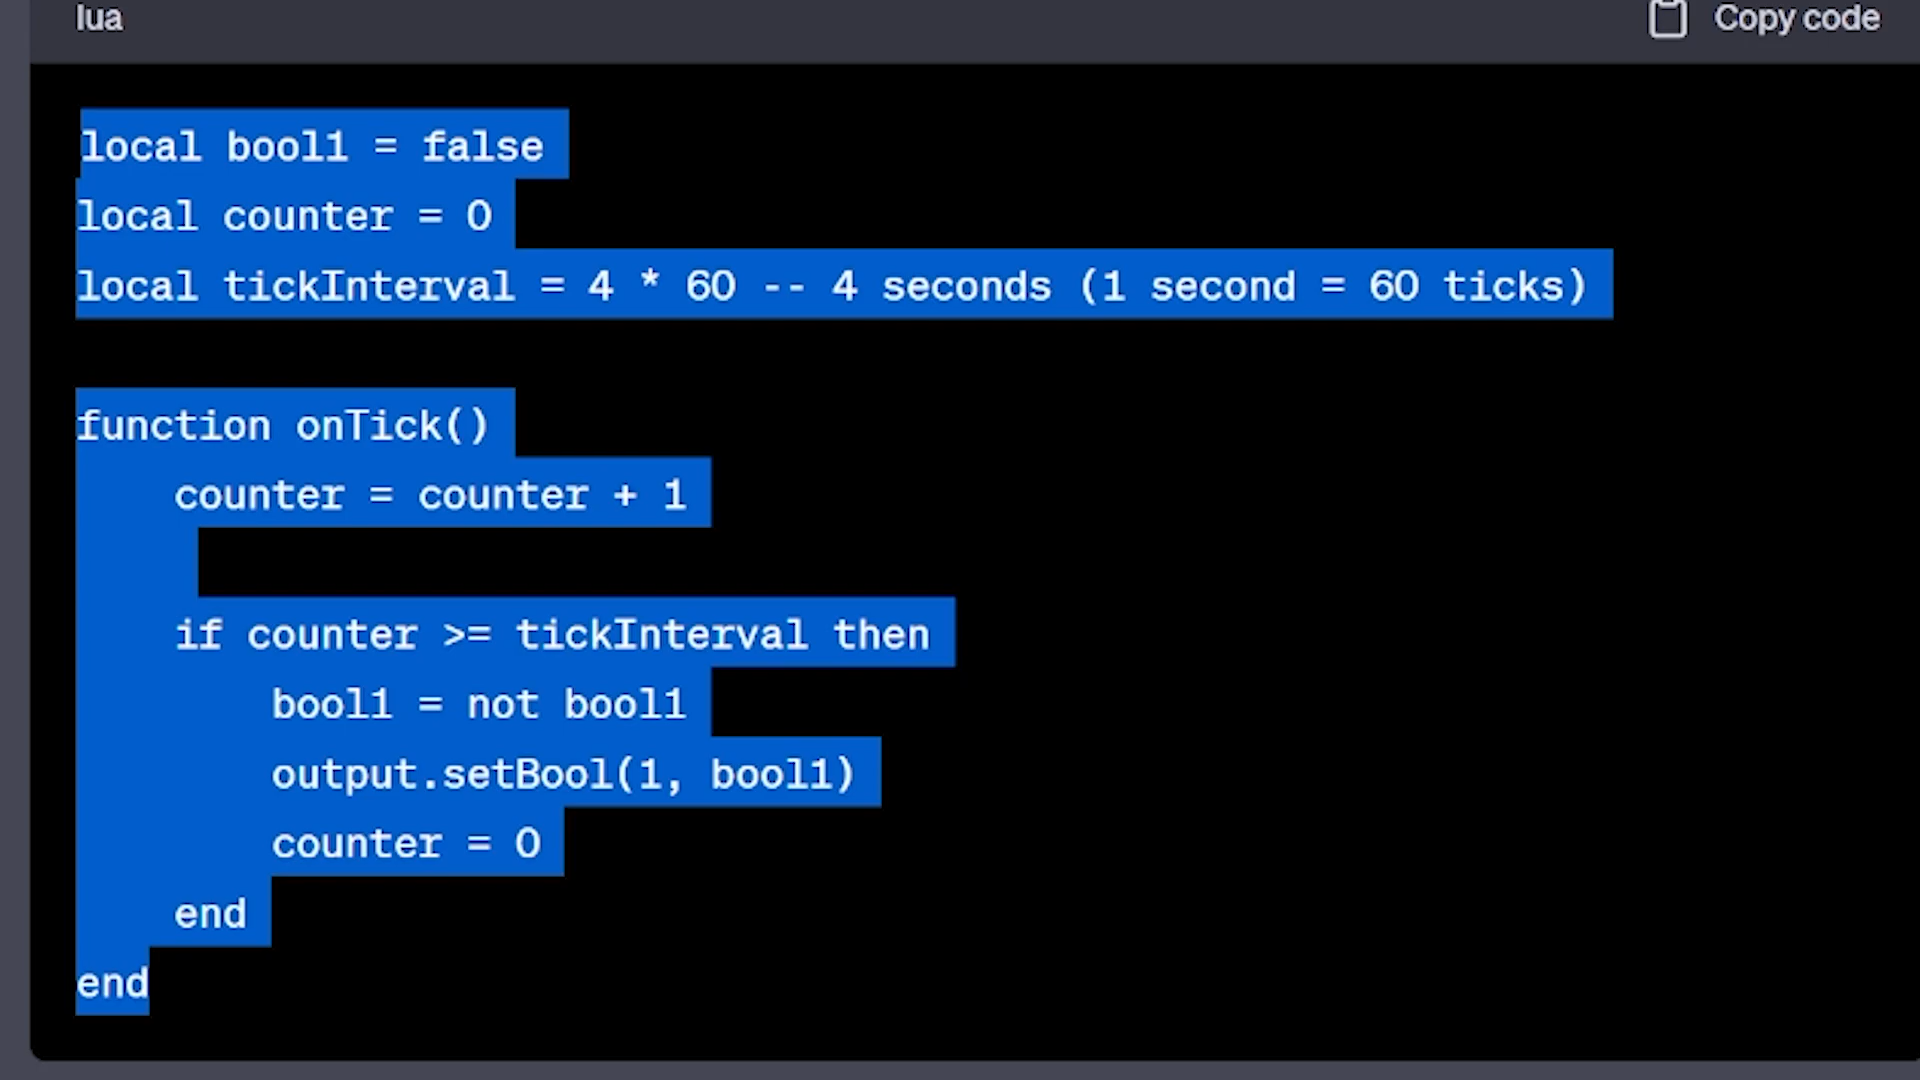 lua
Copy code
local bool1 = false
local counter = 0
local tickInterval = 4 * 60 -- 4 seconds (1 second = 60 ticks)
function onTick()
    counter = counter + 1
    if counter >= tickInterval then
        bool1 = not bool1
        output.setBool(1, bool1)
        counter = 0
    end
end